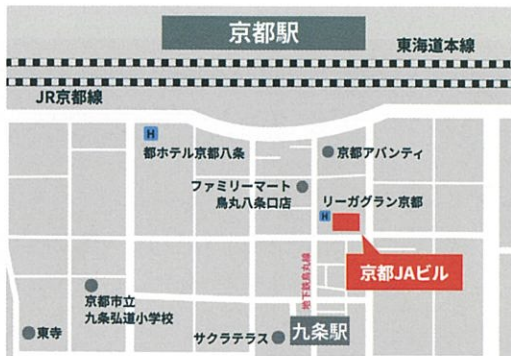 京都駅
東海道本線
JR京都線
H
都ホテル京都八条
京都アバンティ
ファミリーマート
烏丸八条口店
リーガグラン京都
H
京都JAビル
地下鉄烏丸線
京都市立
九条弘道小学校
東寺
サクラテラス
九条駅